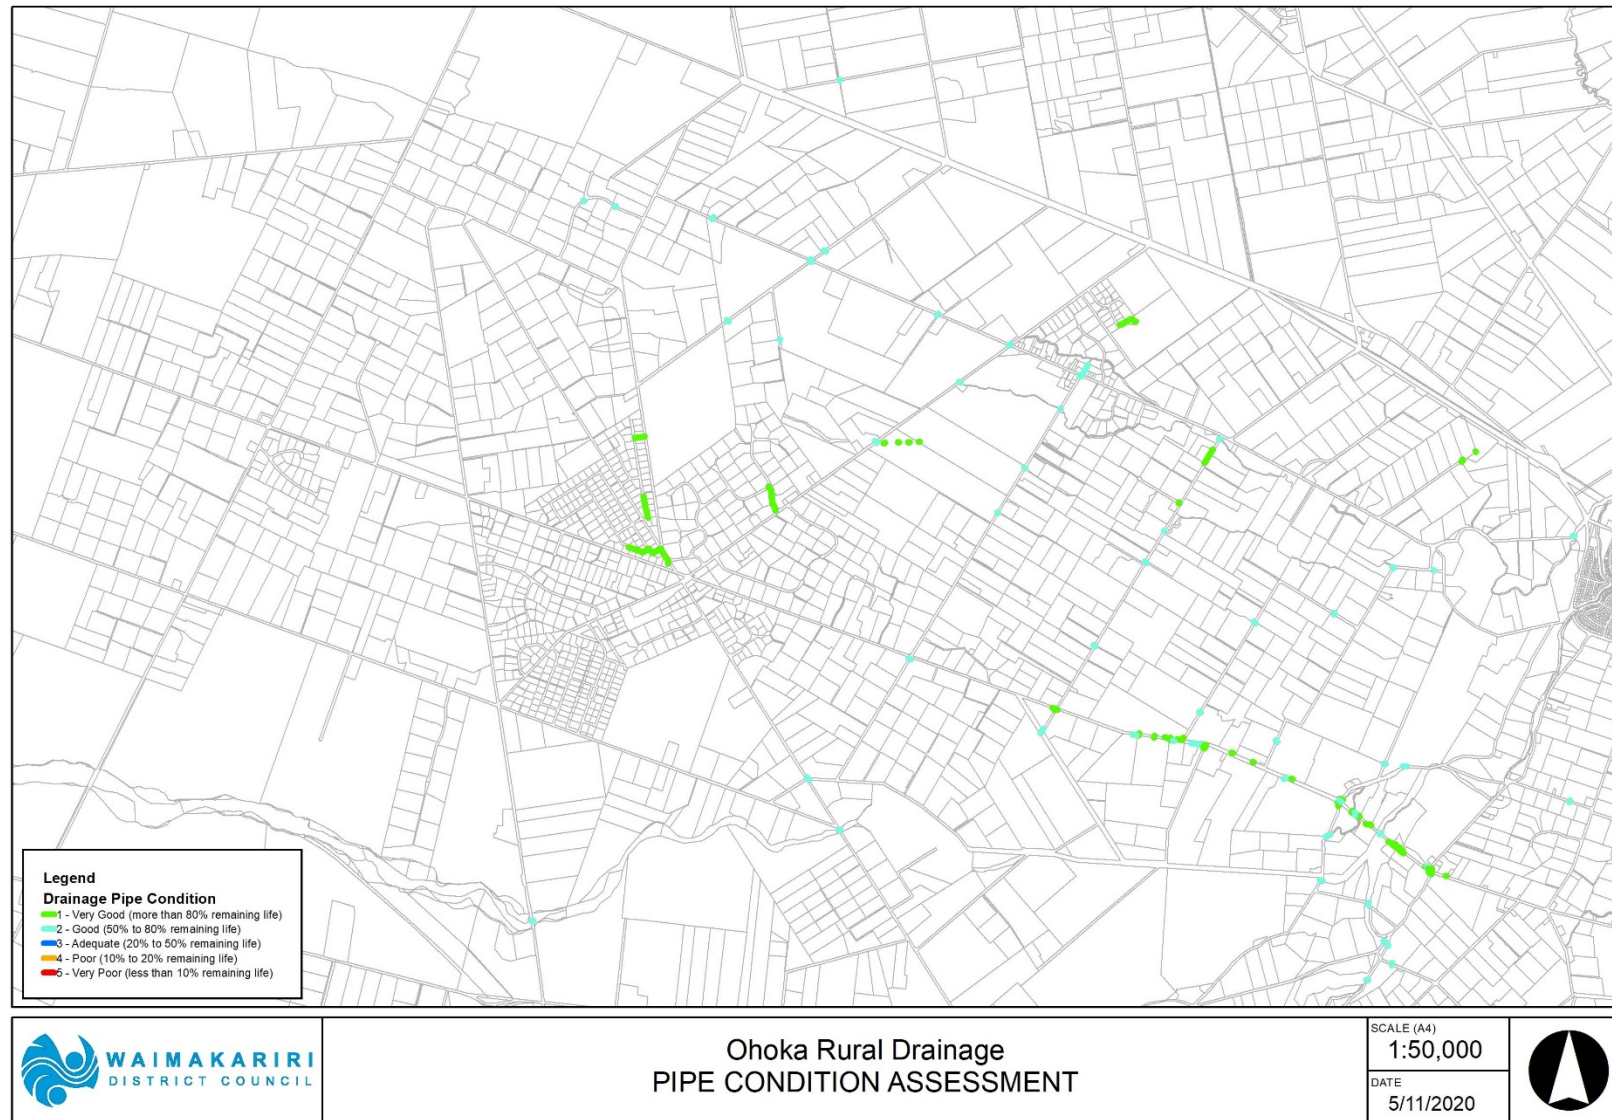 Legend
Drainage Pipe Condition
1 - Very Good (more than 80% remaining life)
2 - Good (50% to 80% remaining life)
3 - Adequate (20% to 50% remaining life)
4 - Poor (10% to 20% remaining life)
5 - Very Poor (less than 10% remaining life)
WAIMAKARIRI
DISTRICT COUNCIL
Ohoka Rural Drainage
PIPE CONDITION ASSESSMENT
SCALE (A4)
1:50,000
DATE
5/11/2020